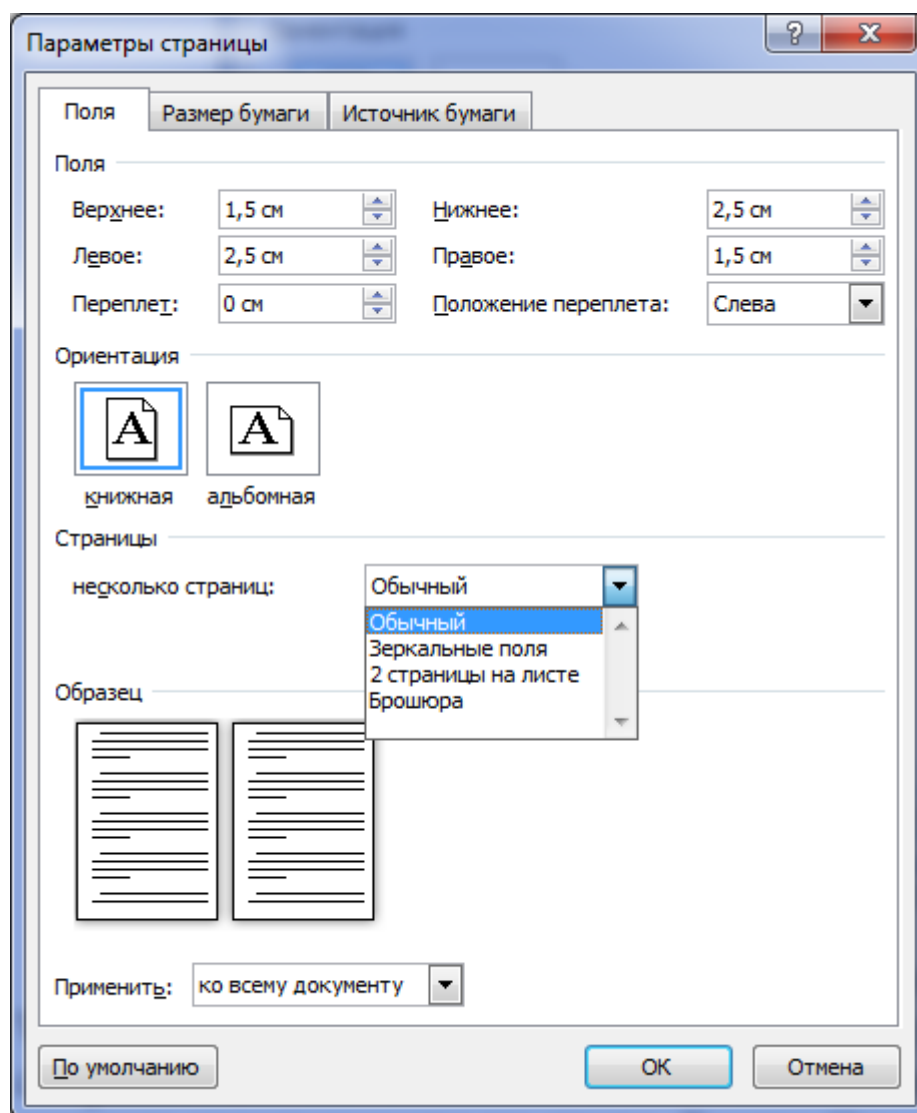 Параметры страницы
?
Поля Размер бумаги Источник бумаги
Поля
Верхнее: 1,5 см Нижнее: 2,5 см
Левое: 2,5 см Правое: 1,5 см
Переплет: 0 см Положение переплета: Слева
Ориентация
A A
книжная альбомная
Страницы
несколько страниц: Обычный
Обычный
Зеркальные поля
2 страницы на листе
Брошюра
Образец
Применить: ко всему документу
По умолчанию ОК Отмена